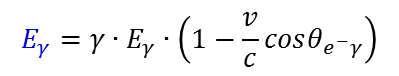 E_γ = γ · E_γ · (1 − v/c cosθ_{e⁻γ})